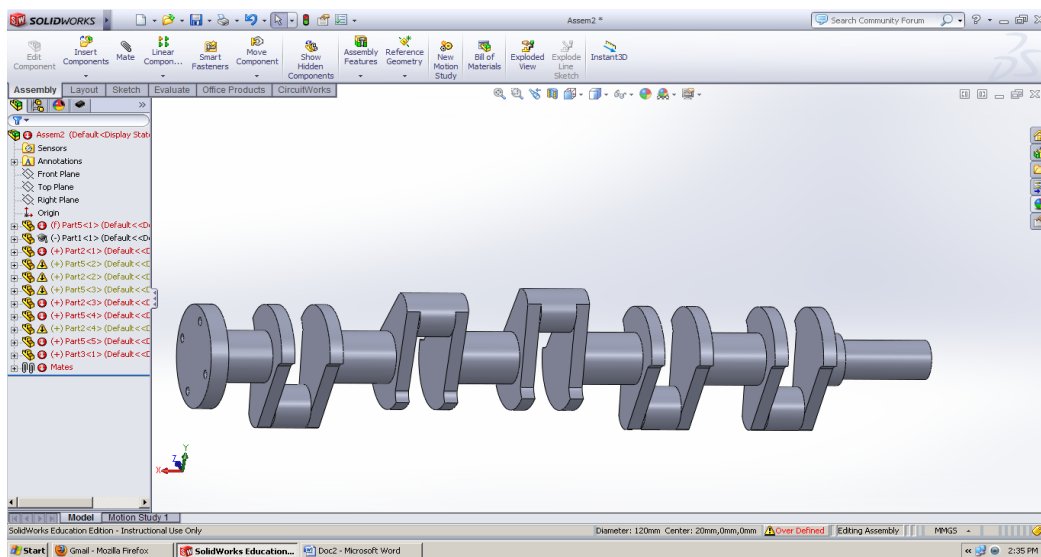 SOLIDWORKS
Assem2 *
Search Community Forum
Edit Component
Insert Components
Mate
Linear Compon...
Smart Fasteners
Move Component
Show Hidden Components
Assembly Features
Reference Geometry
New Motion Study
Bill of Materials
Exploded View
Explode Line Sketch
Instant3D
Assembly Layout Sketch Evaluate Office Products CircuitWorks
Assem2 (Default<Display Stat
Sensors
Annotations
Front Plane
Top Plane
Right Plane
Origin
(f) Part5<1> (Default<<D
(-) Part1<1> (Default<<D
(+) Part2<1> (Default<<D
(+) Part5<2> (Default<<D
(+) Part2<2> (Default<<D
(+) Part5<3> (Default<<D
(+) Part2<3> (Default<<D
(+) Part5<4> (Default<<D
(+) Part2<4> (Default<<D
(+) Part5<5> (Default<<D
(+) Part3<1> (Default<<D
Mates
Y
Z
X
Model Motion Study 1
SolidWorks Education Edition - Instructional Use Only
Diameter: 120mm Center: 20mm,0mm,0mm Over Defined Editing Assembly MMGS
Start Gmail - Mozilla Firefox SolidWorks Education... Doc2 - Microsoft Word 2:35 PM